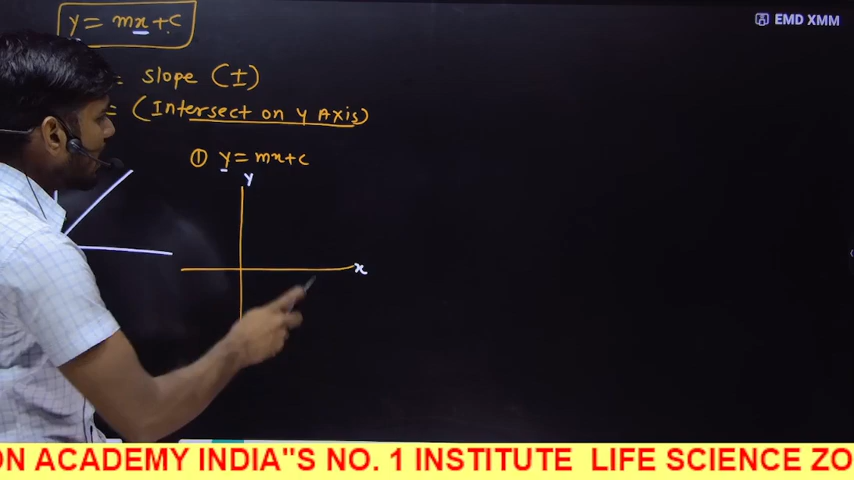 y = mx+c
EMD XMM
= slope (±)
= (Intersect on y Axis)
① y = mx+c
y
x
ON ACADEMY INDIA"S NO. 1 INSTITUTE LIFE SCIENCE ZO